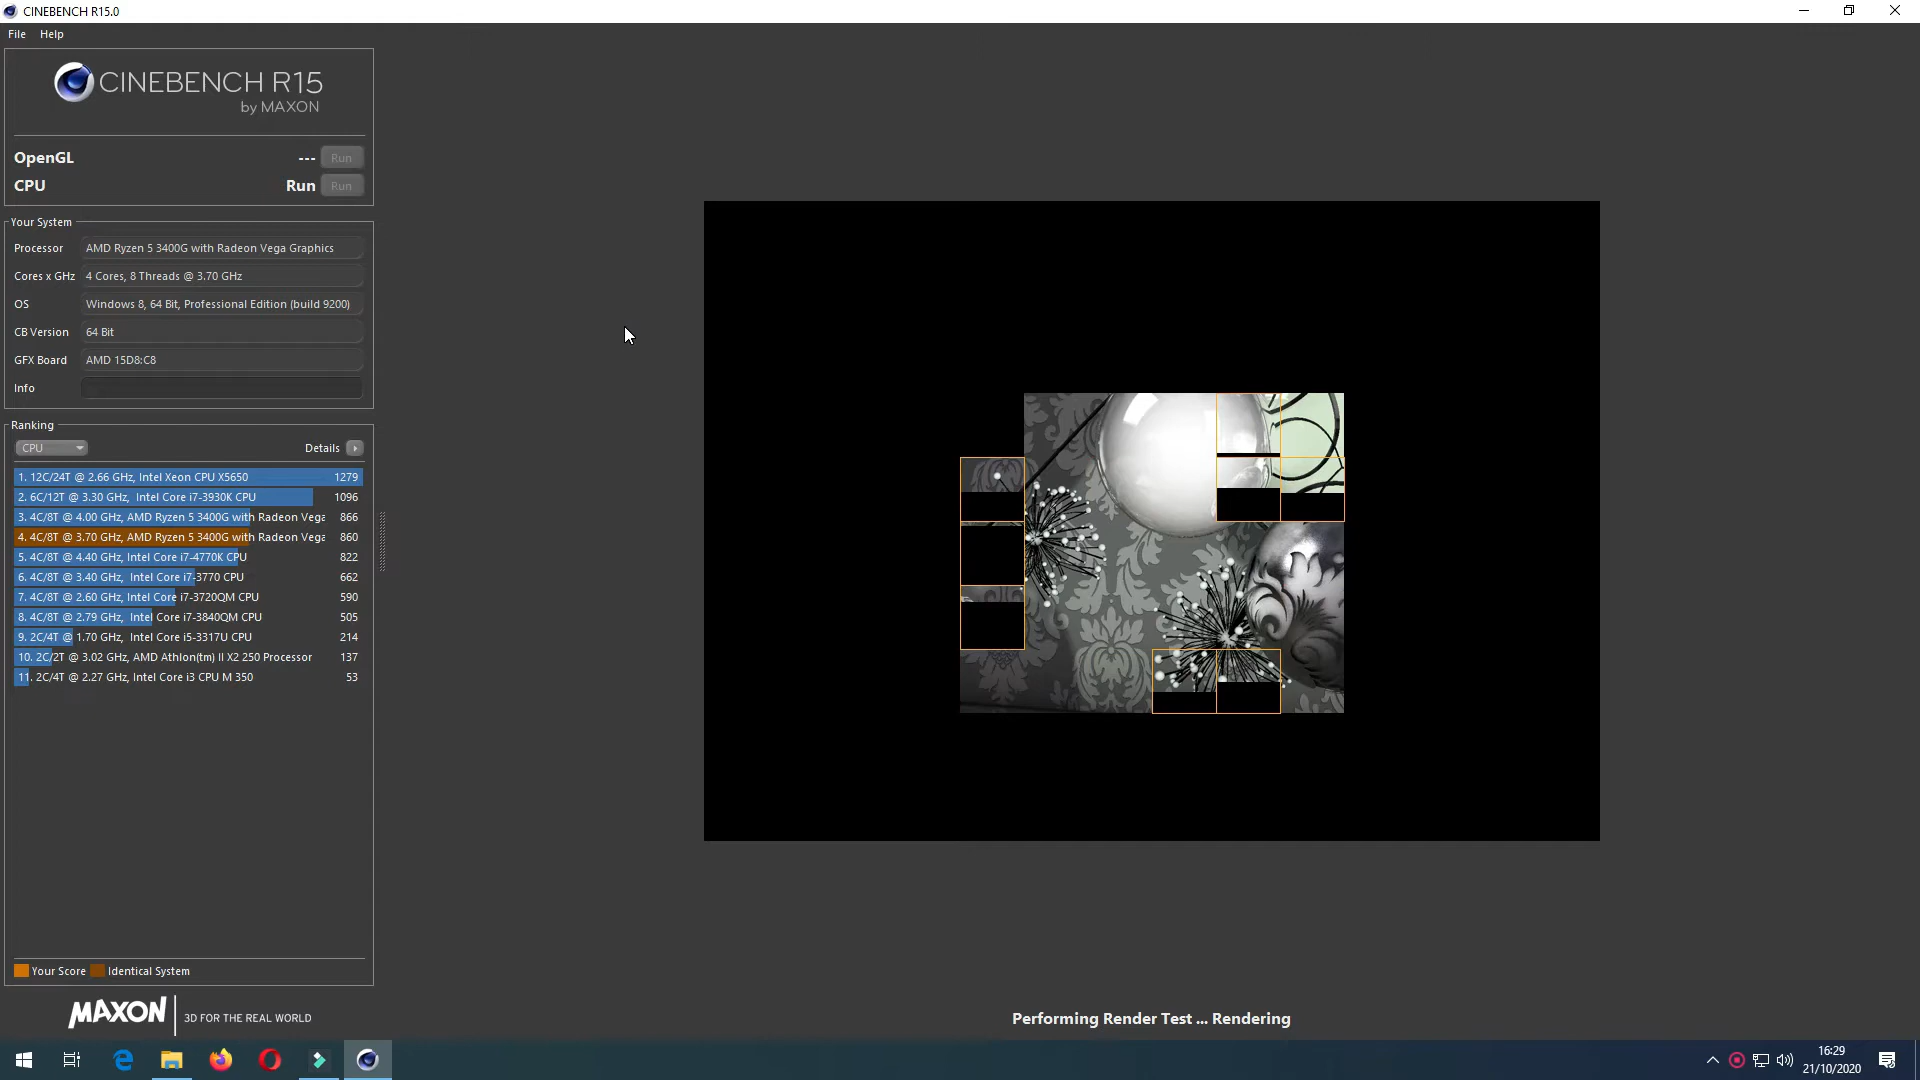 CINEBENCH R15.0
File Help
CINEBENCH R15
by MAXON
OpenGL --- Run
CPU Run Run
Your System
Processor AMD Ryzen 5 3400G with Radeon Vega Graphics
Cores x GHz 4 Cores, 8 Threads @ 3.70 GHz
OS Windows 8, 64 Bit, Professional Edition (build 9200)
CB Version 64 Bit
GFX Board AMD 15D8:C8
Info
Ranking
CPU Details
1. 12C/24T @ 2.66 GHz, Intel Xeon CPU X5650 1279
2. 6C/12T @ 3.30 GHz, Intel Core i7-3930K CPU 1096
3. 4C/8T @ 4.00 GHz, AMD Ryzen 5 3400G with Radeon Vega 866
4. 4C/8T @ 3.70 GHz, AMD Ryzen 5 3400G with Radeon Vega 860
5. 4C/8T @ 4.40 GHz, Intel Core i7-4770K CPU 822
6. 4C/8T @ 3.40 GHz, Intel Core i7-3770 CPU 662
7. 4C/8T @ 2.60 GHz, Intel Core i7-3720QM CPU 590
8. 4C/8T @ 2.79 GHz, Intel Core i7-3840QM CPU 505
9. 2C/4T @ 1.70 GHz, Intel Core i5-3317U CPU 214
10. 2C/2T @ 3.02 GHz, AMD Athlon(tm) II X2 250 Processor 137
11. 2C/4T @ 2.27 GHz, Intel Core i3 CPU M 350 53
Your Score Identical System
MAXON 3D FOR THE REAL WORLD
Performing Render Test ... Rendering
16:29
21/10/2020